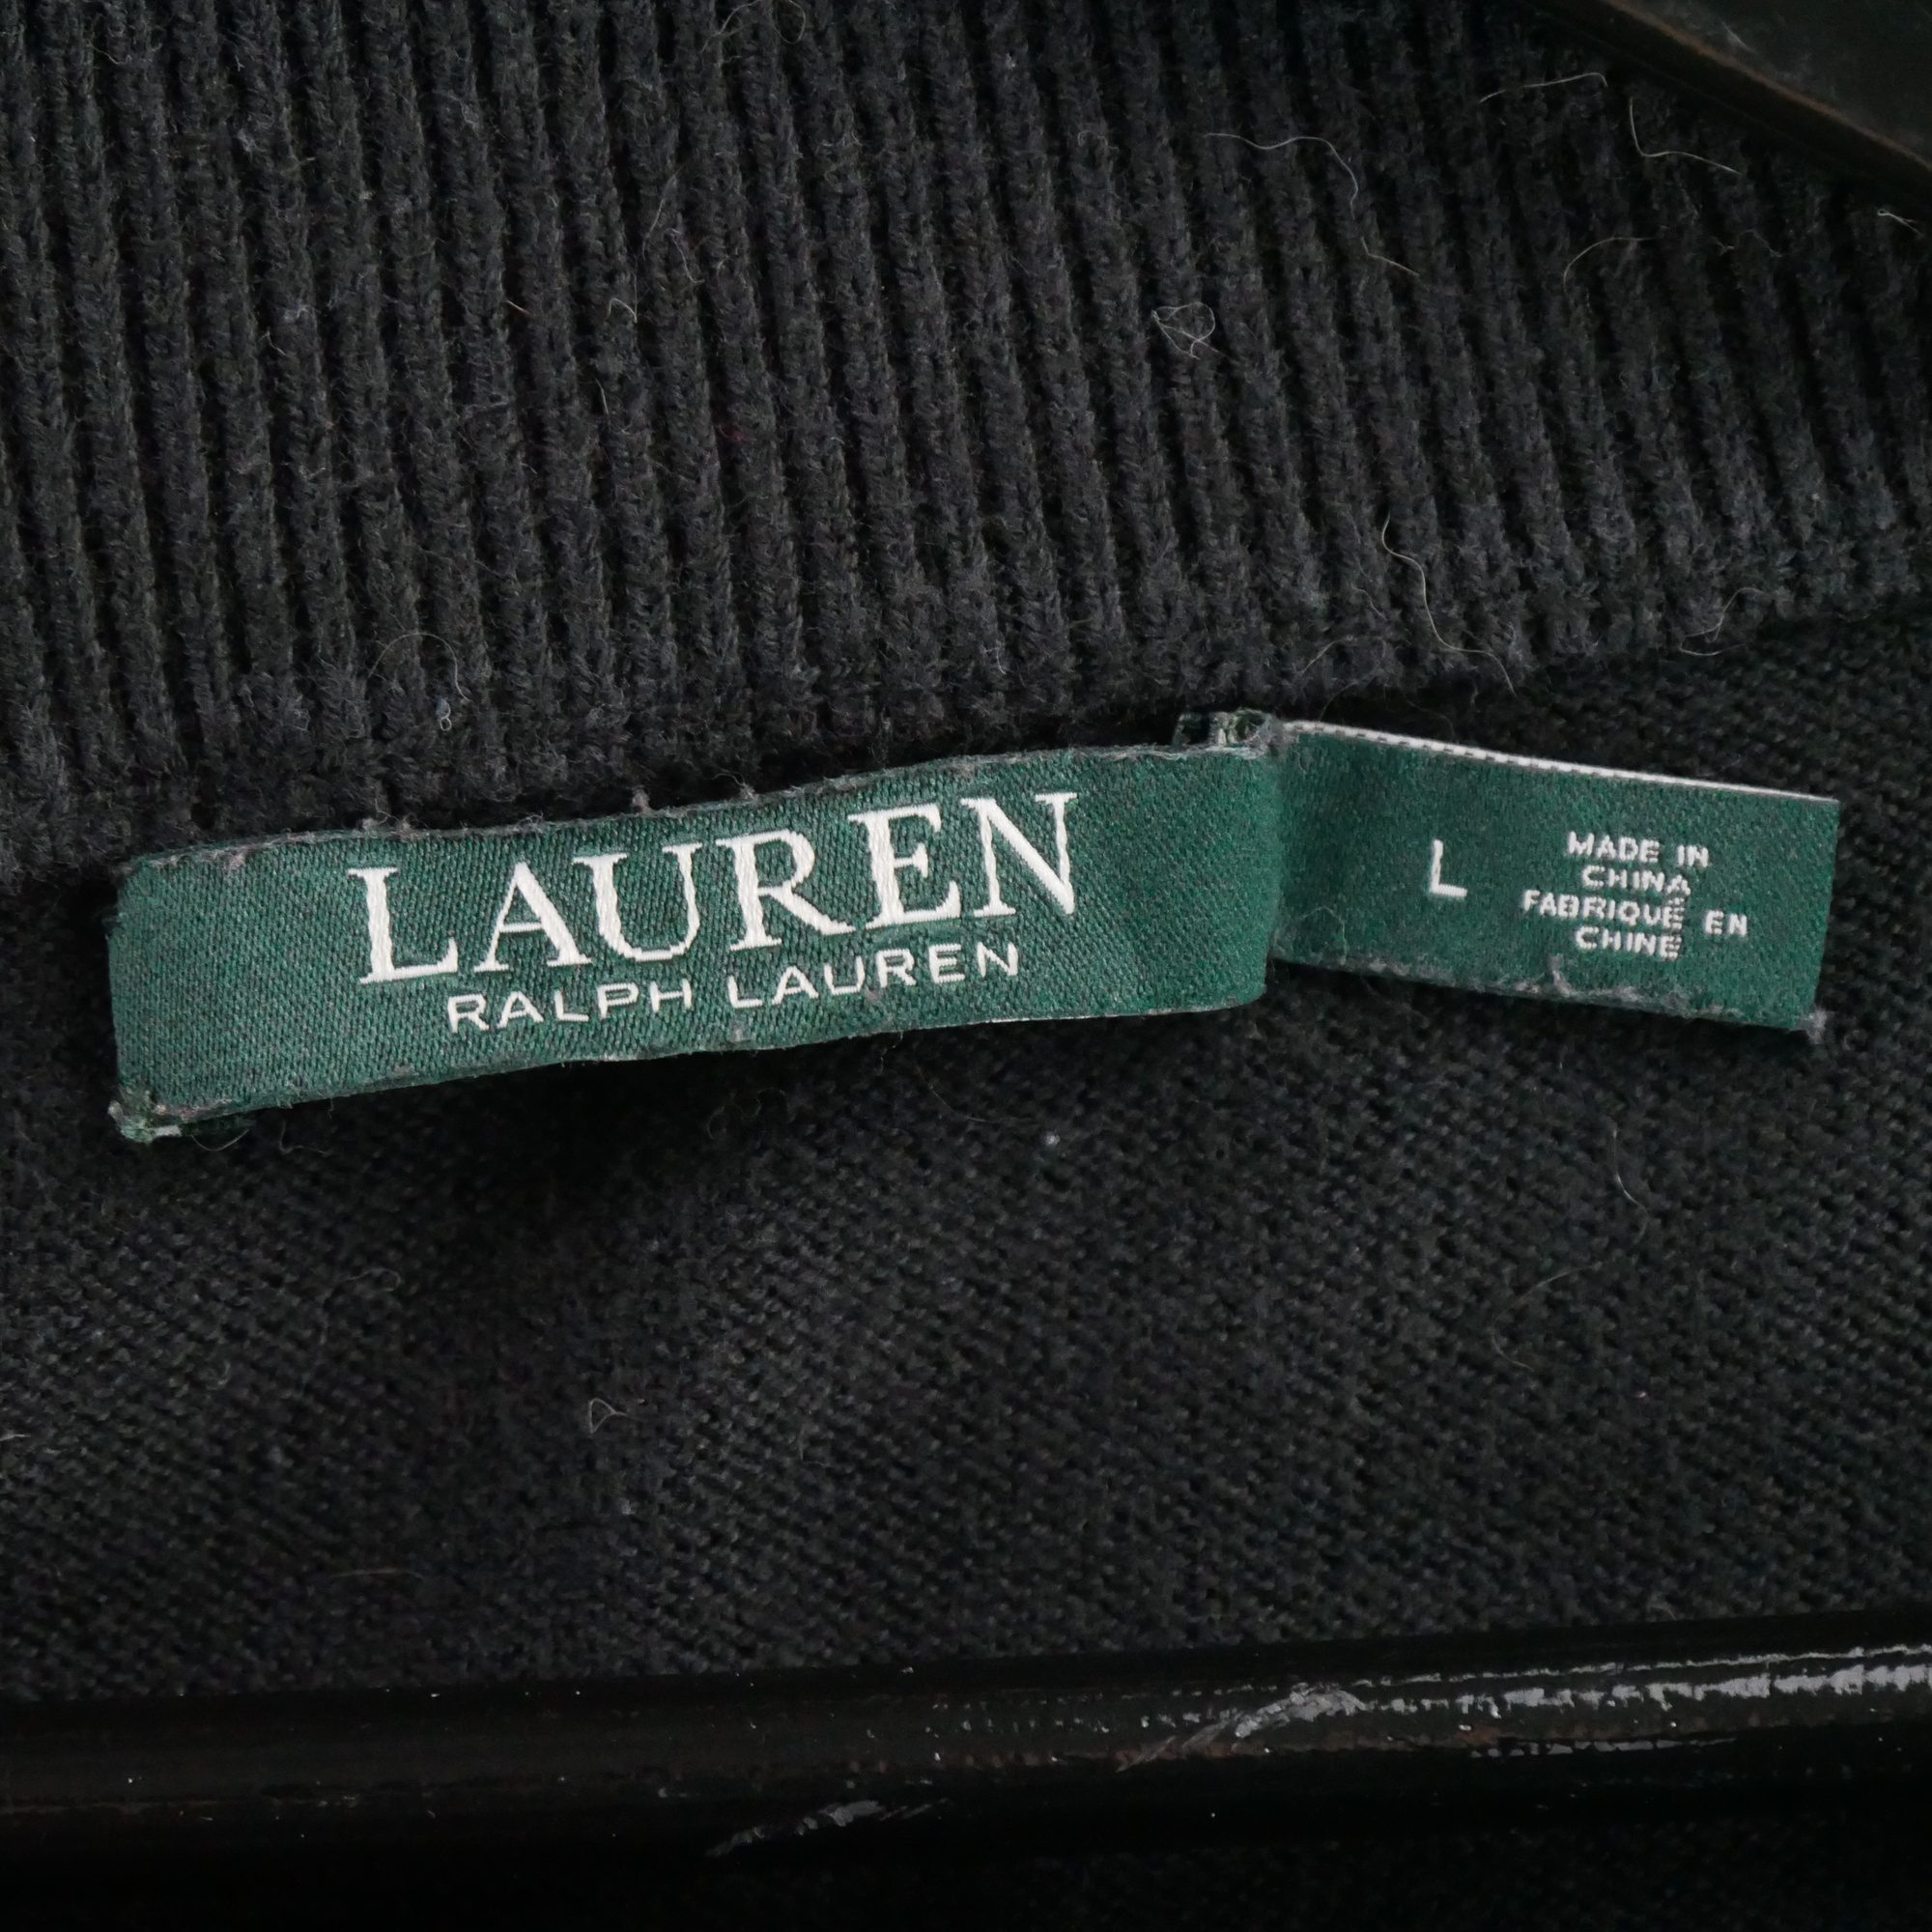 LAUREN
RALPH LAUREN
L
MADE IN
CHINA
FABRIQUÉ EN
CHINE